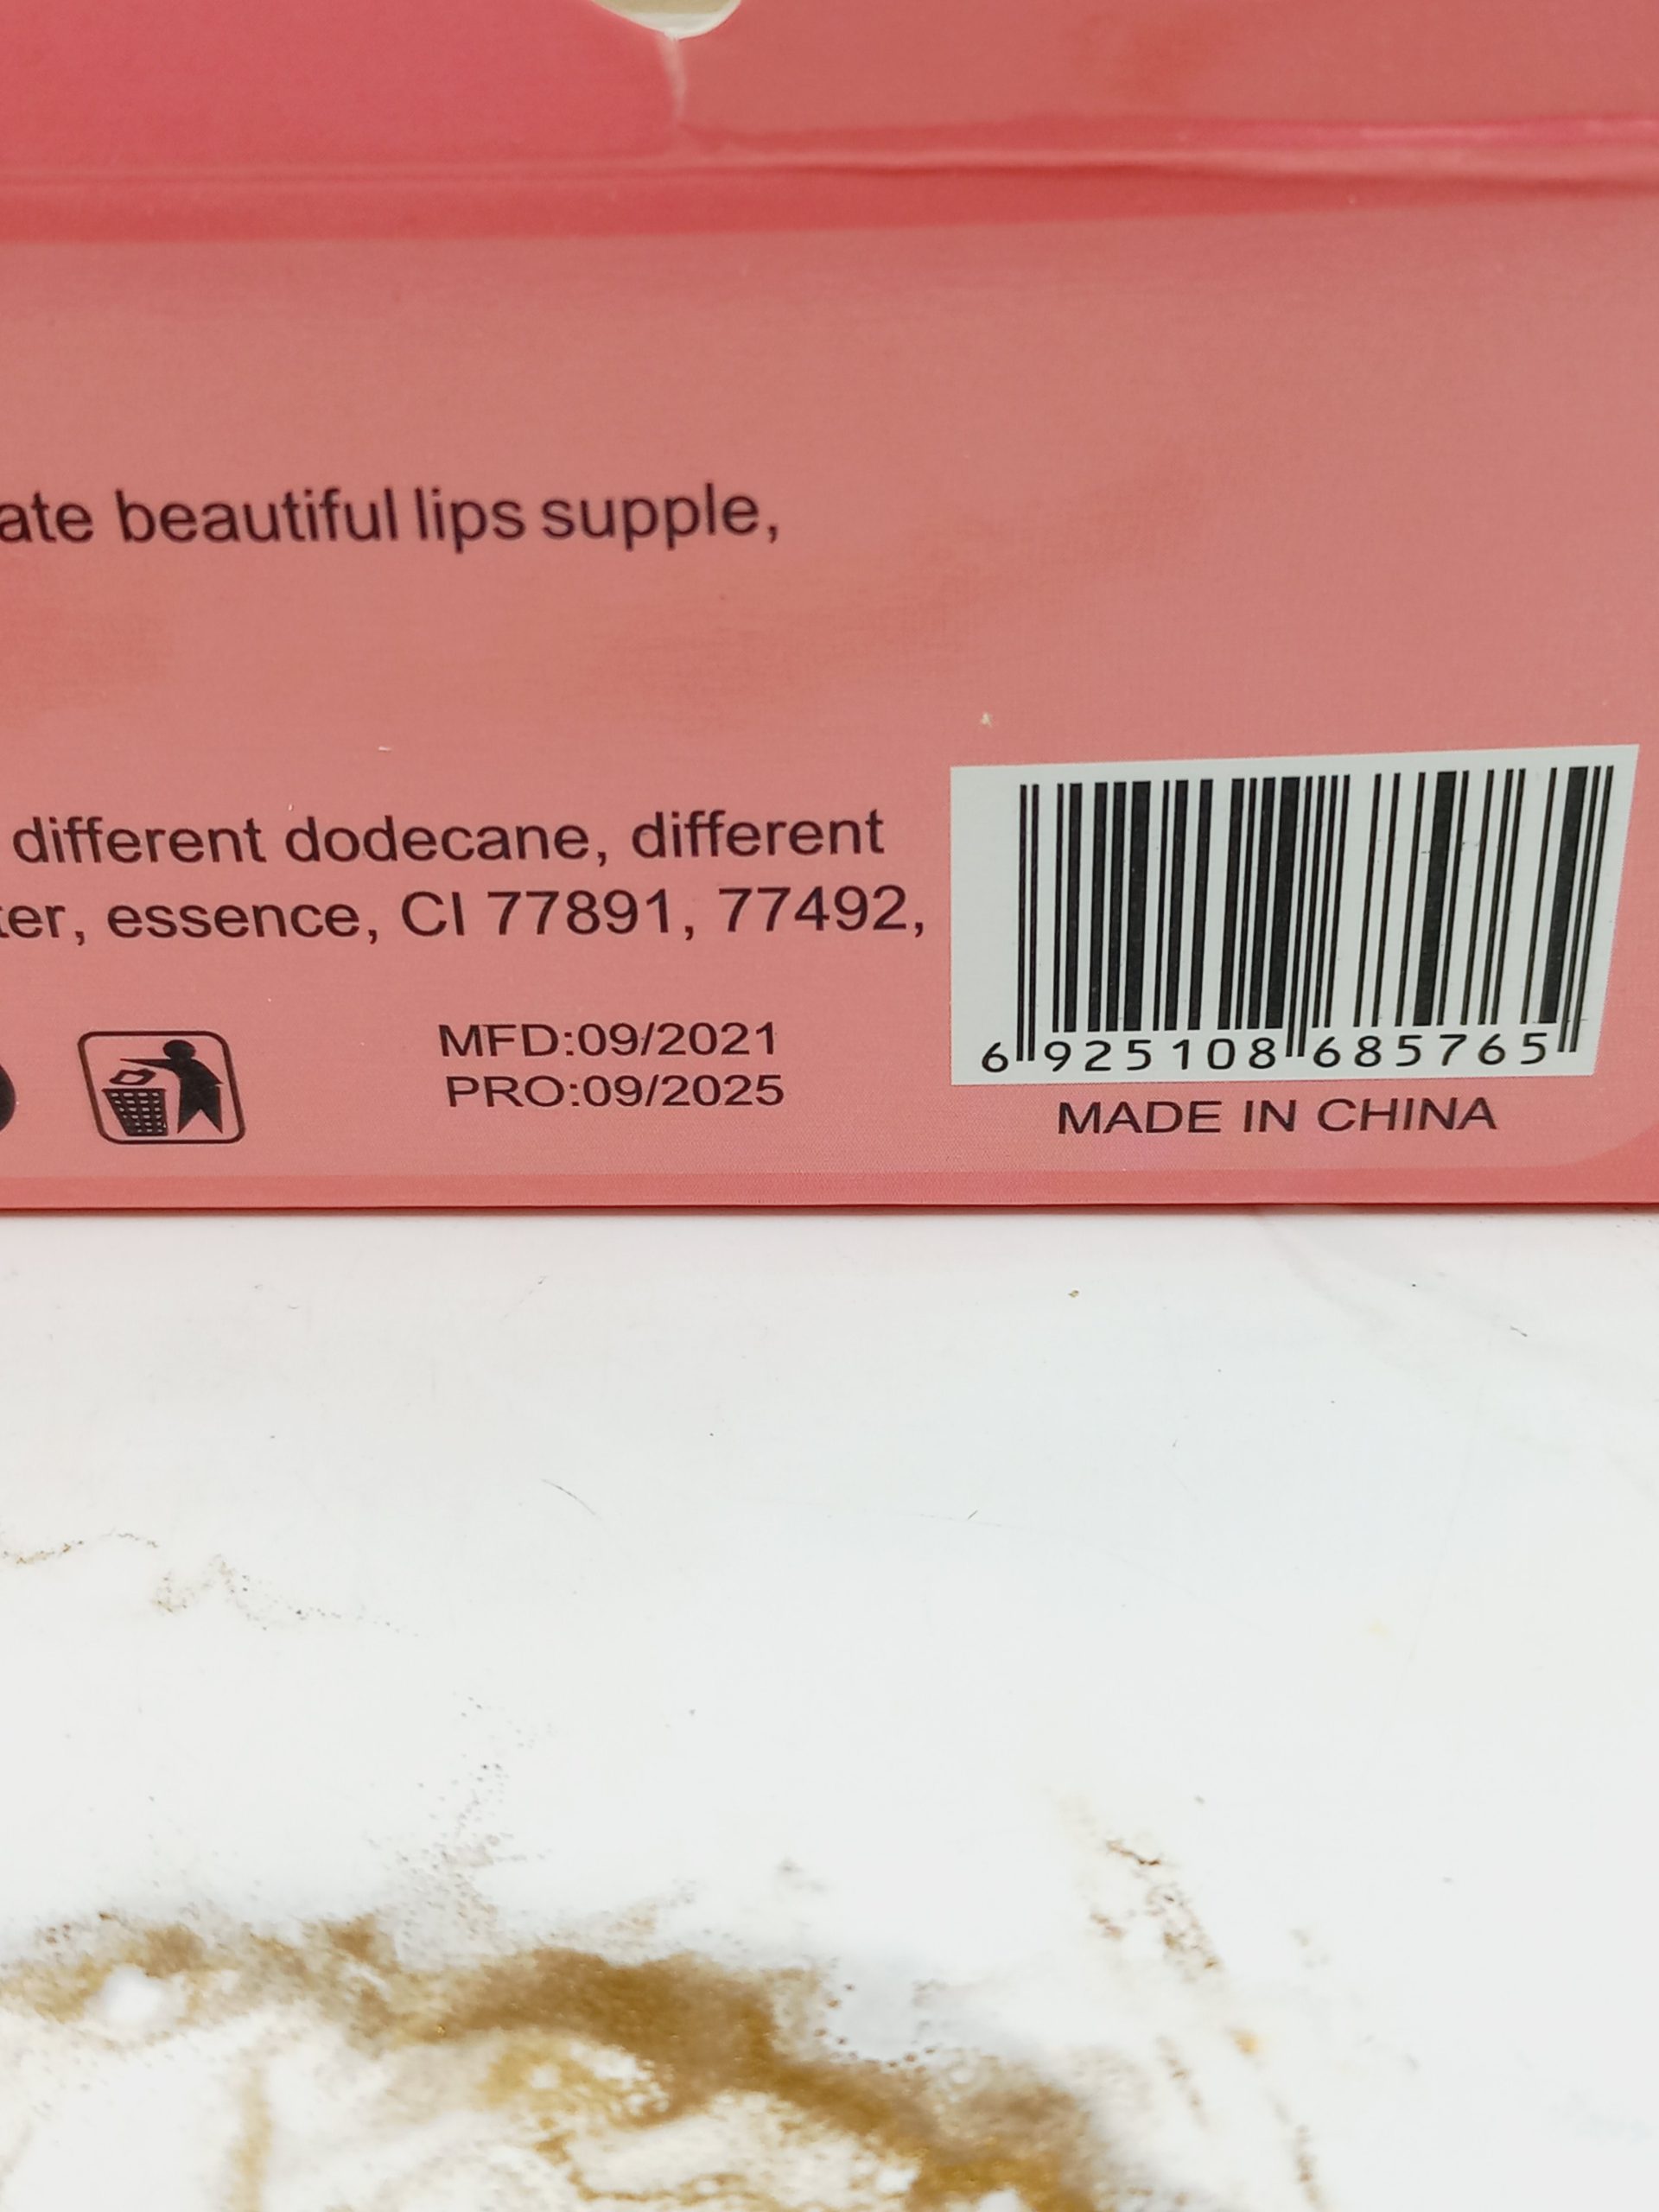 ate beautiful lips supple,
different dodecane, different
ter, essence, CI 77891, 77492,
MFD:09/2021
PRO:09/2025
6 925108 685765
MADE IN CHINA